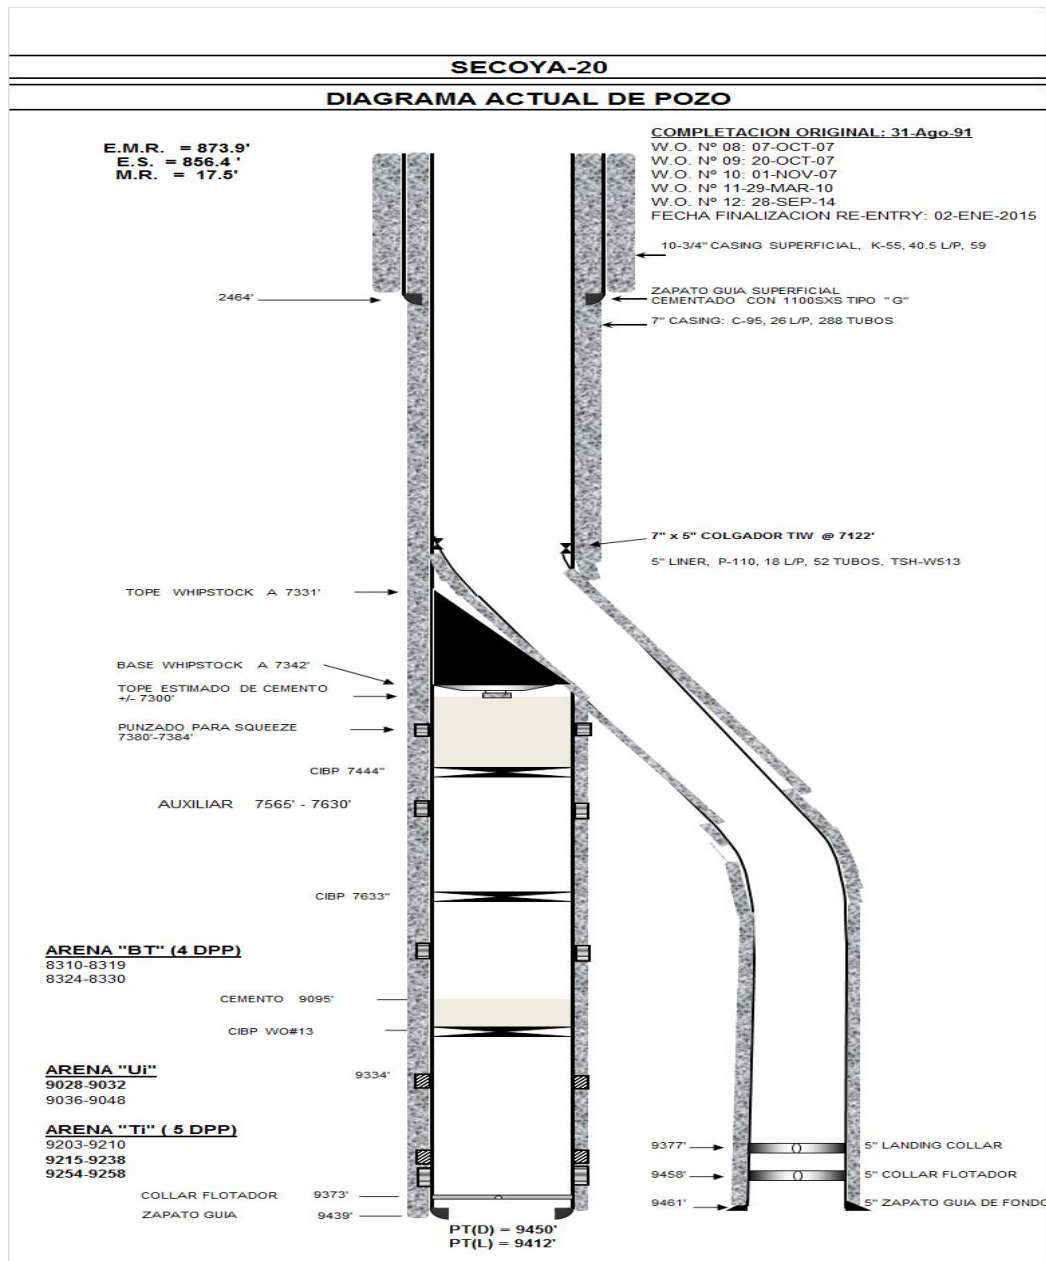 SECOYA-20
DIAGRAMA ACTUAL DE POZO
E.M.R. = 873.9'
E.S. = 856.4 '
M.R. = 17.5'
COMPLETACION ORIGINAL: 31-Ago-91
W.O. Nº 08: 07-OCT-07
W.O. Nº 09: 20-OCT-07
W.O. Nº 10: 01-NOV-07
W.O. Nº 11-29-MAR-10
W.O. Nº 12: 28-SEP-14
FECHA FINALIZACION RE-ENTRY: 02-ENE-2015
10-3/4" CASING SUPERFICIAL, K-55, 40.5 L/P, 59
2464'
ZAPATO GUIA SUPERFICIAL
CEMENTADO CON 1100SXS TIPO "G"
7" CASING: C-95, 26 L/P, 288 TUBOS
7" x 5" COLGADOR TIW @ 7122'
5" LINER, P-110, 18 L/P, 52 TUBOS, TSH-W513
TOPE WHIPSTOCK A 7331'
BASE WHIPSTOCK A 7342'
TOPE ESTIMADO DE CEMENTO
+/- 7300'
PUNZADO PARA SQUEEZE
7380'-7384'
CIBP 7444"
AUXILIAR 7565' - 7630'
CIBP 7633"
ARENA "BT" (4 DPP)
8310-8319
8324-8330
CEMENTO 9095'
CIBP WO#13
ARENA "Ui"
9028-9032
9036-9048
9334'
ARENA "Ti" ( 5 DPP)
9203-9210
9215-9238
9254-9258
COLLAR FLOTADOR 9373'
ZAPATO GUIA 9439'
PT(D) = 9450'
PT(L) = 9412'
9377' 5" LANDING COLLAR
9458' 5" COLLAR FLOTADOR
9461' 5" ZAPATO GUIA DE FONDO